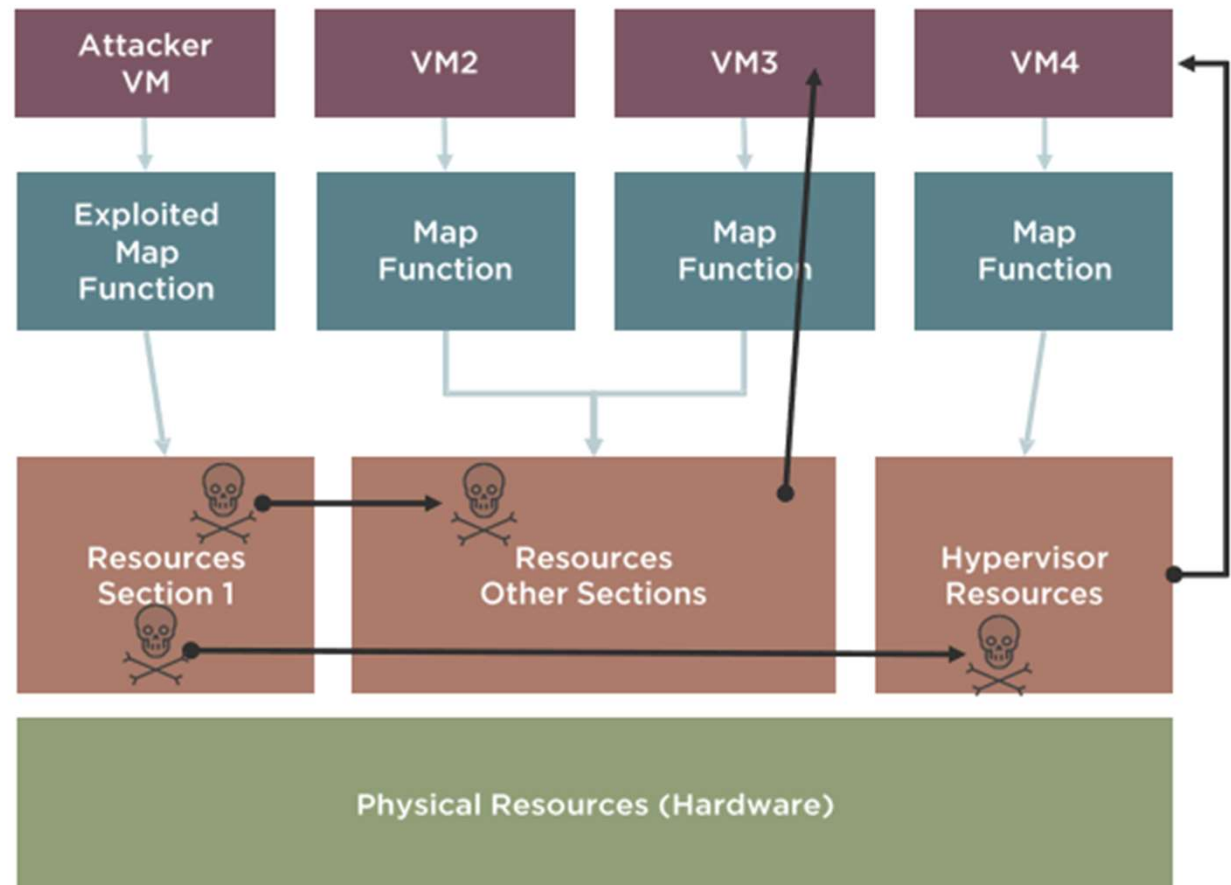 Attacker
VM
VM2
VM3
VM4
Exploited
Map
Function
Map
Function
Map
Function
Map
Function
Resources
Section 1
Resources
Other Sections
Hypervisor
Resources
Physical Resources (Hardware)